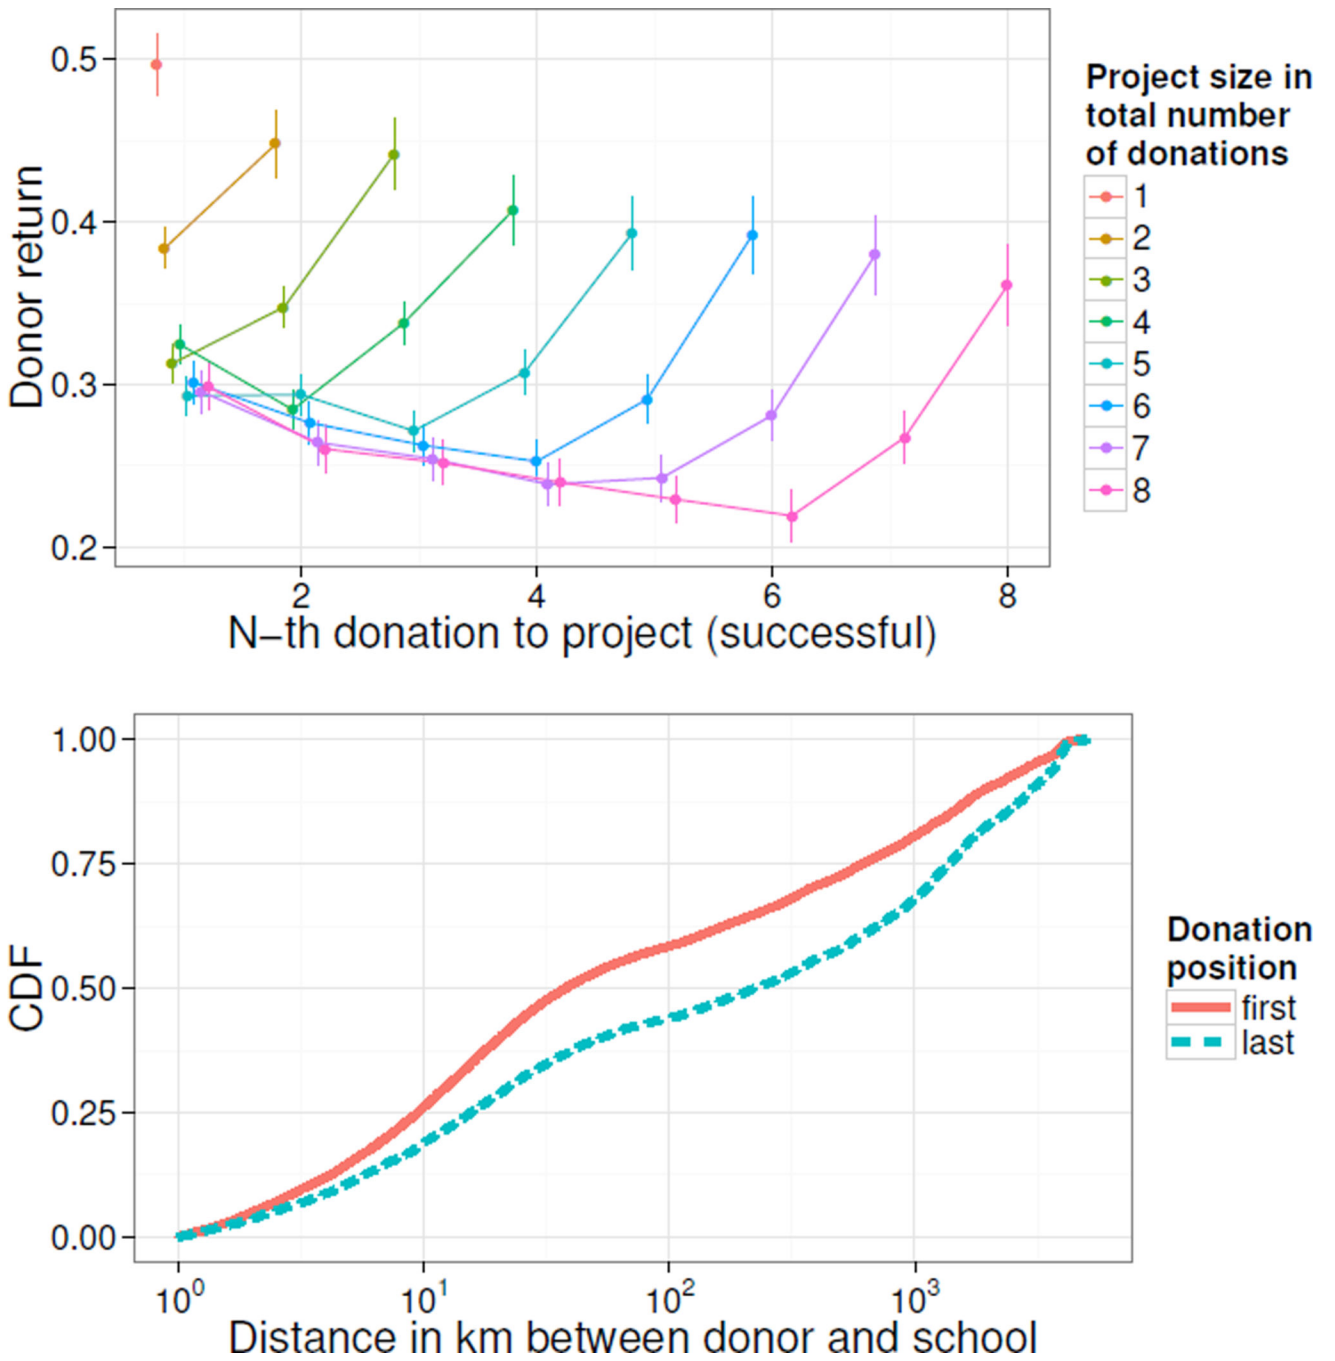 0.5
0.4
0.3
0.2
Donor return
2 4 6 8
N−th donation to project (successful)
Project size in
total number
of donations
1
2
3
4
5
6
7
8
1.00
0.75
0.50
0.25
0.00
CDF
10⁰ 10¹ 10² 10³
Distance in km between donor and school
Donation
position
first
last